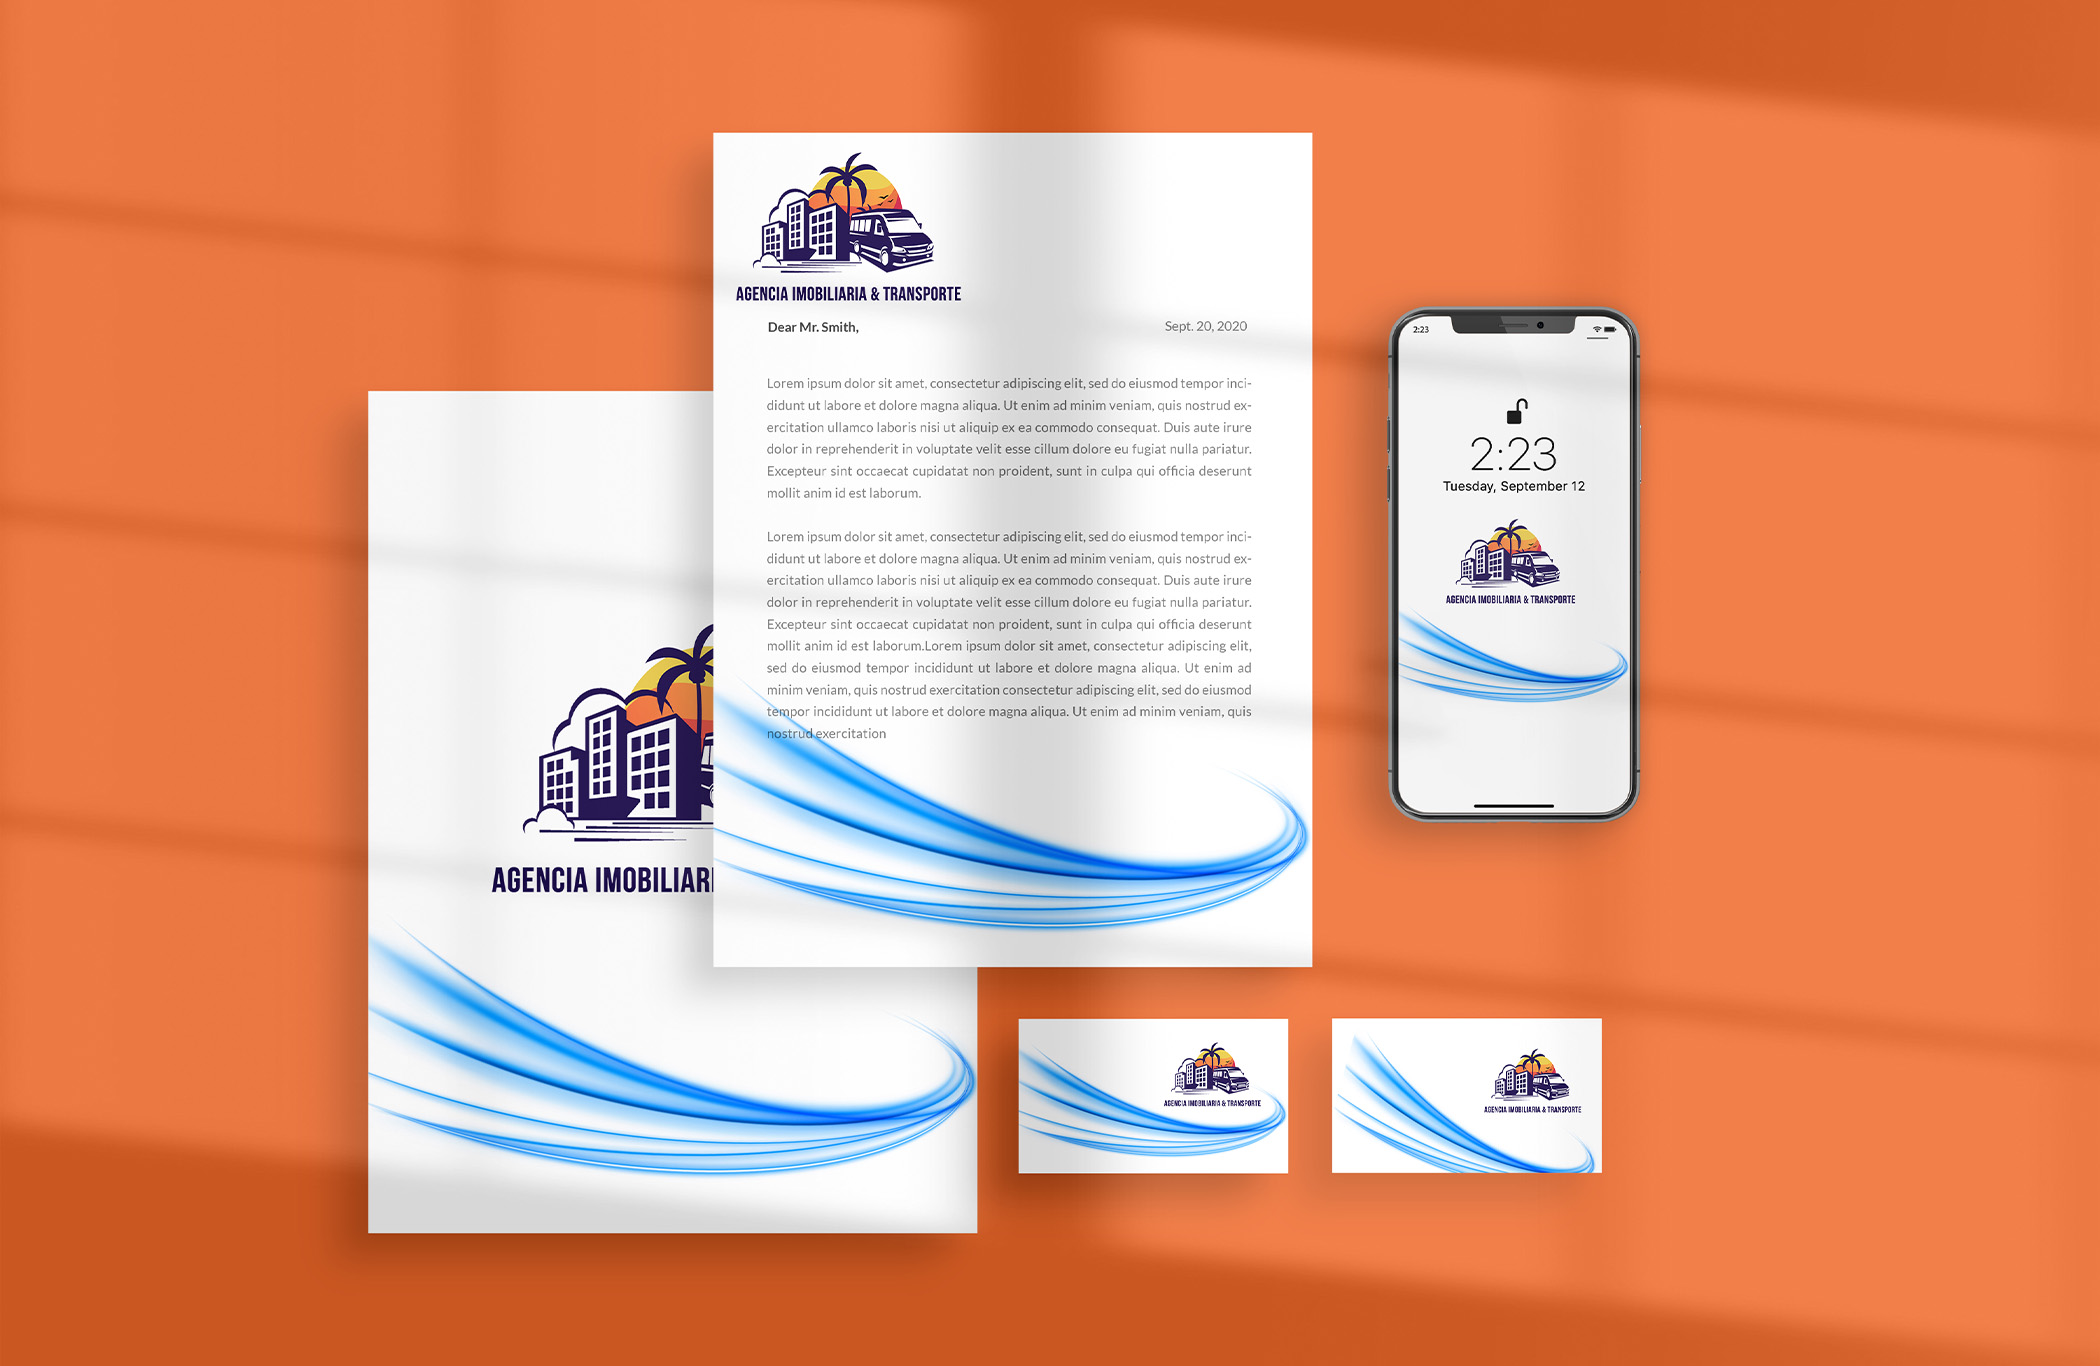 AGENCIA IMOBILIARIA & TRANSPORTE
Dear Mr. Smith,
Sept. 20, 2020
Lorem ipsum dolor sit amet, consectetur adipiscing elit, sed do eiusmod tempor inci-
didunt ut labore et dolore magna aliqua. Ut enim ad minim veniam, quis nostrud ex-
ercitation ullamco laboris nisi ut aliquip ex ea commodo consequat. Duis aute irure
dolor in reprehenderit in voluptate velit esse cillum dolore eu fugiat nulla pariatur.
Excepteur sint occaecat cupidatat non proident, sunt in culpa qui officia deserunt
mollit anim id est laborum.
Lorem ipsum dolor sit amet, consectetur adipiscing elit, sed do eiusmod tempor inci-
didunt ut labore et dolore magna aliqua. Ut enim ad minim veniam, quis nostrud ex-
ercitation ullamco laboris nisi ut aliquip ex ea commodo consequat. Duis aute irure
dolor in reprehenderit in voluptate velit esse cillum dolore eu fugiat nulla pariatur.
Excepteur sint occaecat cupidatat non proident, sunt in culpa qui officia deserunt
mollit anim id est laborum.Lorem ipsum dolor sit amet, consectetur adipiscing elit,
sed do eiusmod tempor incididunt ut labore et dolore magna aliqua. Ut enim ad
minim veniam, quis nostrud exercitation consectetur adipiscing elit, sed do eiusmod
tempor incididunt ut labore et dolore magna aliqua. Ut enim ad minim veniam, quis
nostrud exercitation
AGENCIA IMOBILIARI
2:23
2:23
Tuesday, September 12
AGENCIA IMOBILIARIA & TRANSPORTE
AGENCIA IMOBILIARIA & TRANSPORTE
AGENCIA IMOBILIARIA & TRANSPORTE